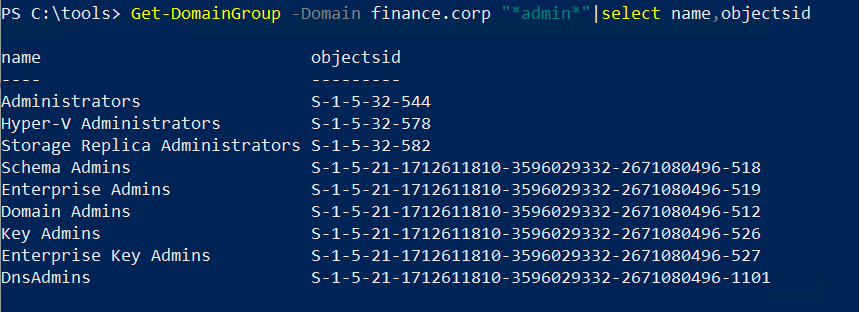 PS C:\tools> Get-DomainGroup -Domain finance.corp "*admin*"|select name,objectsid
name                         objectsid
----                         ---------
Administrators               S-1-5-32-544
Hyper-V Administrators       S-1-5-32-578
Storage Replica Administrators S-1-5-32-582
Schema Admins                S-1-5-21-1712611810-3596029332-2671080496-518
Enterprise Admins            S-1-5-21-1712611810-3596029332-2671080496-519
Domain Admins                S-1-5-21-1712611810-3596029332-2671080496-512
Key Admins                   S-1-5-21-1712611810-3596029332-2671080496-526
Enterprise Key Admins        S-1-5-21-1712611810-3596029332-2671080496-527
DnsAdmins                    S-1-5-21-1712611810-3596029332-2671080496-1101